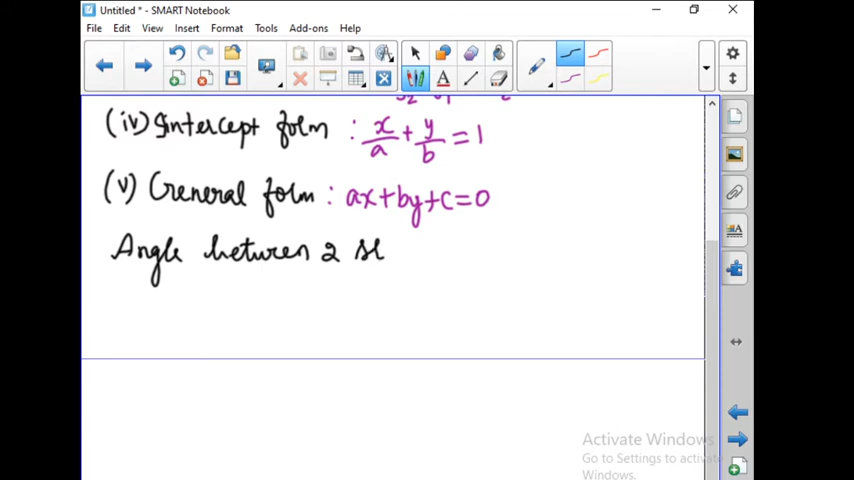 Untitled * - SMART Notebook
File Edit View Insert Format Tools Add-ons Help
(iv) Intercept form : x/a + y/b = 1
(v) General form : ax+by+c=0
Angle between 2 sl
Activate Windows
Go to Settings to activate
Windows.